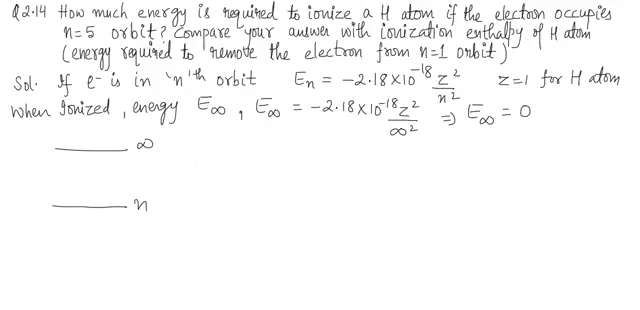 Q2.14 How much energy is required to ionize a H atom if the electron occupies
n=5 orbit? Compare your answer with ionization enthalpy of H atom
(energy required to remove the electron from n=1 orbit)
Sol. If e⁻ is in 'n'th orbit Eₙ = -2.18×10⁻¹⁸ z²/n² z=1 for H atom
When Ionized, energy E∞, E∞ = -2.18×10⁻¹⁸ z²/∞² ⇒ E∞ = 0
∞
n